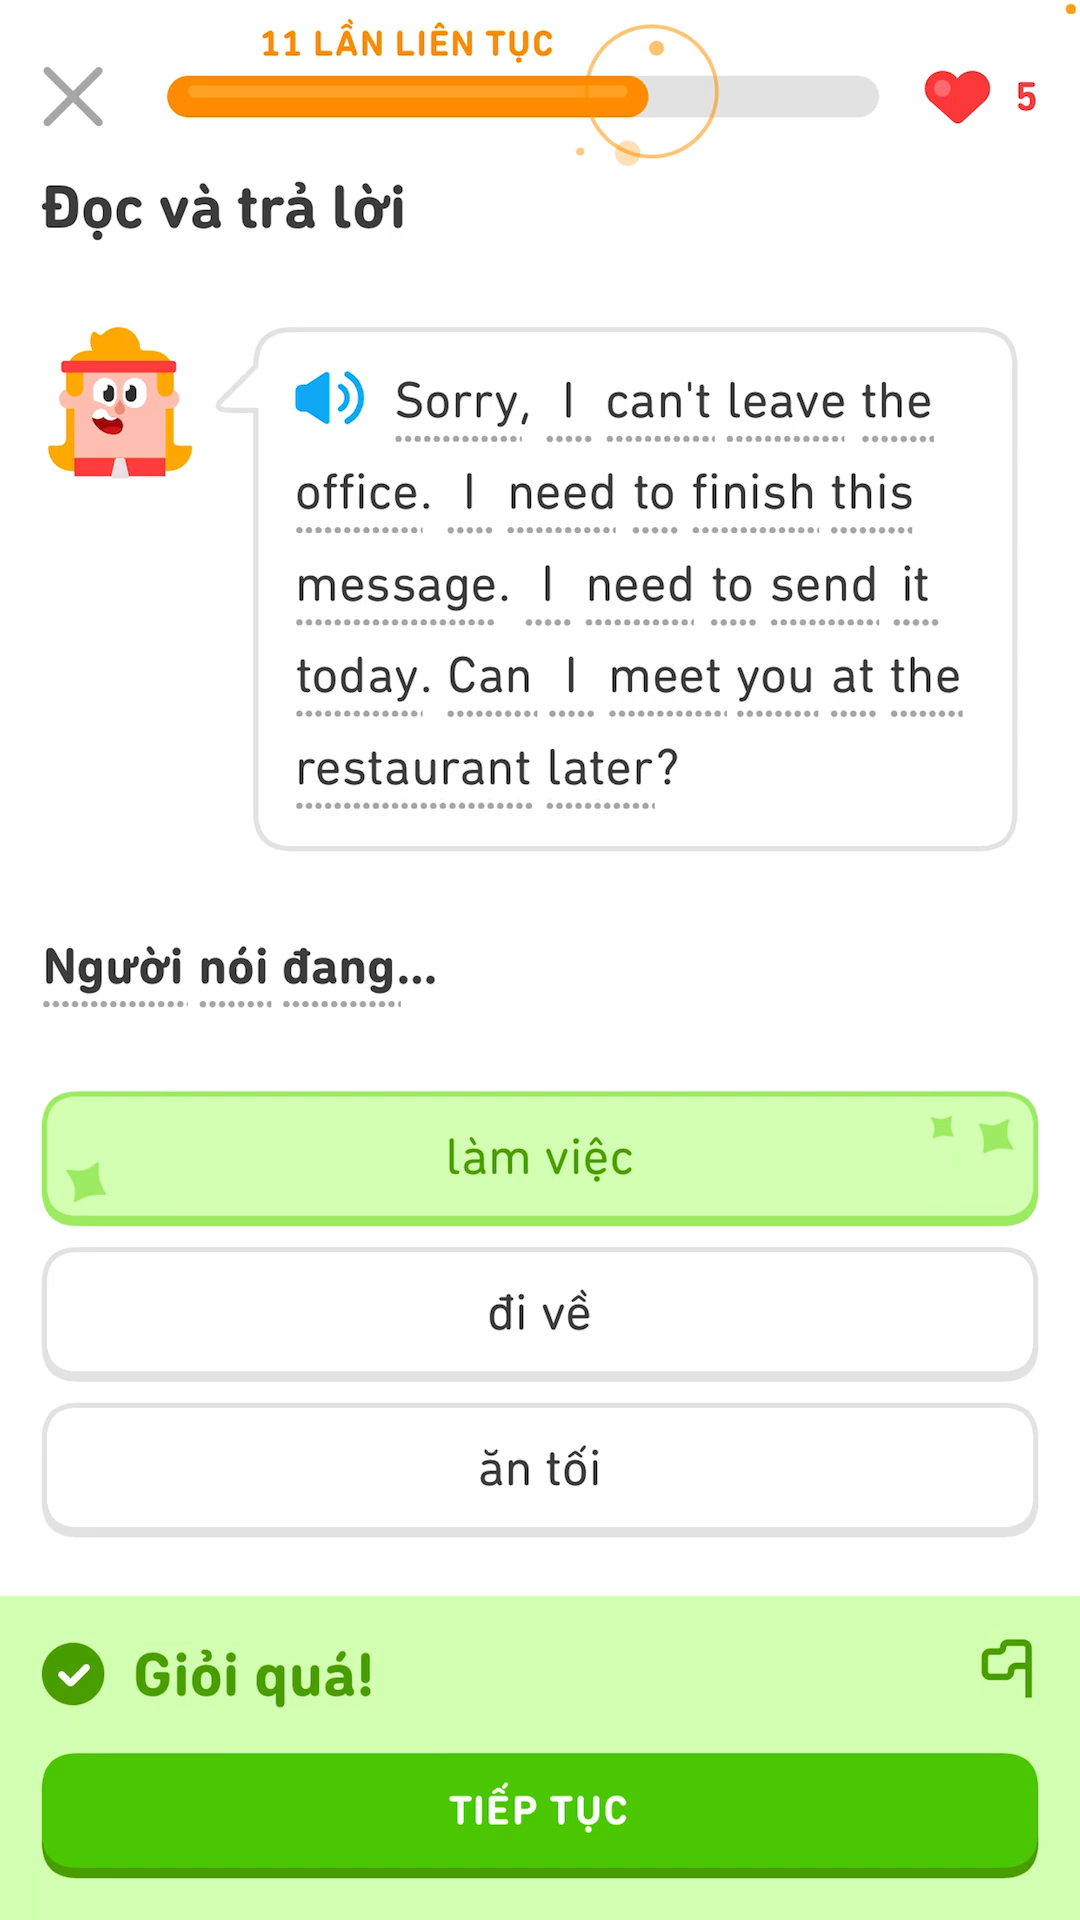 11 LẦN LIÊN TỤC
5
Đọc và trả lời
Sorry, I can't leave the
office. I need to finish this
message. I need to send it
today. Can I meet you at the
restaurant later?
Người nói đang...
làm việc
đi về
ăn tối
Giỏi quá!
TIẾP TỤC